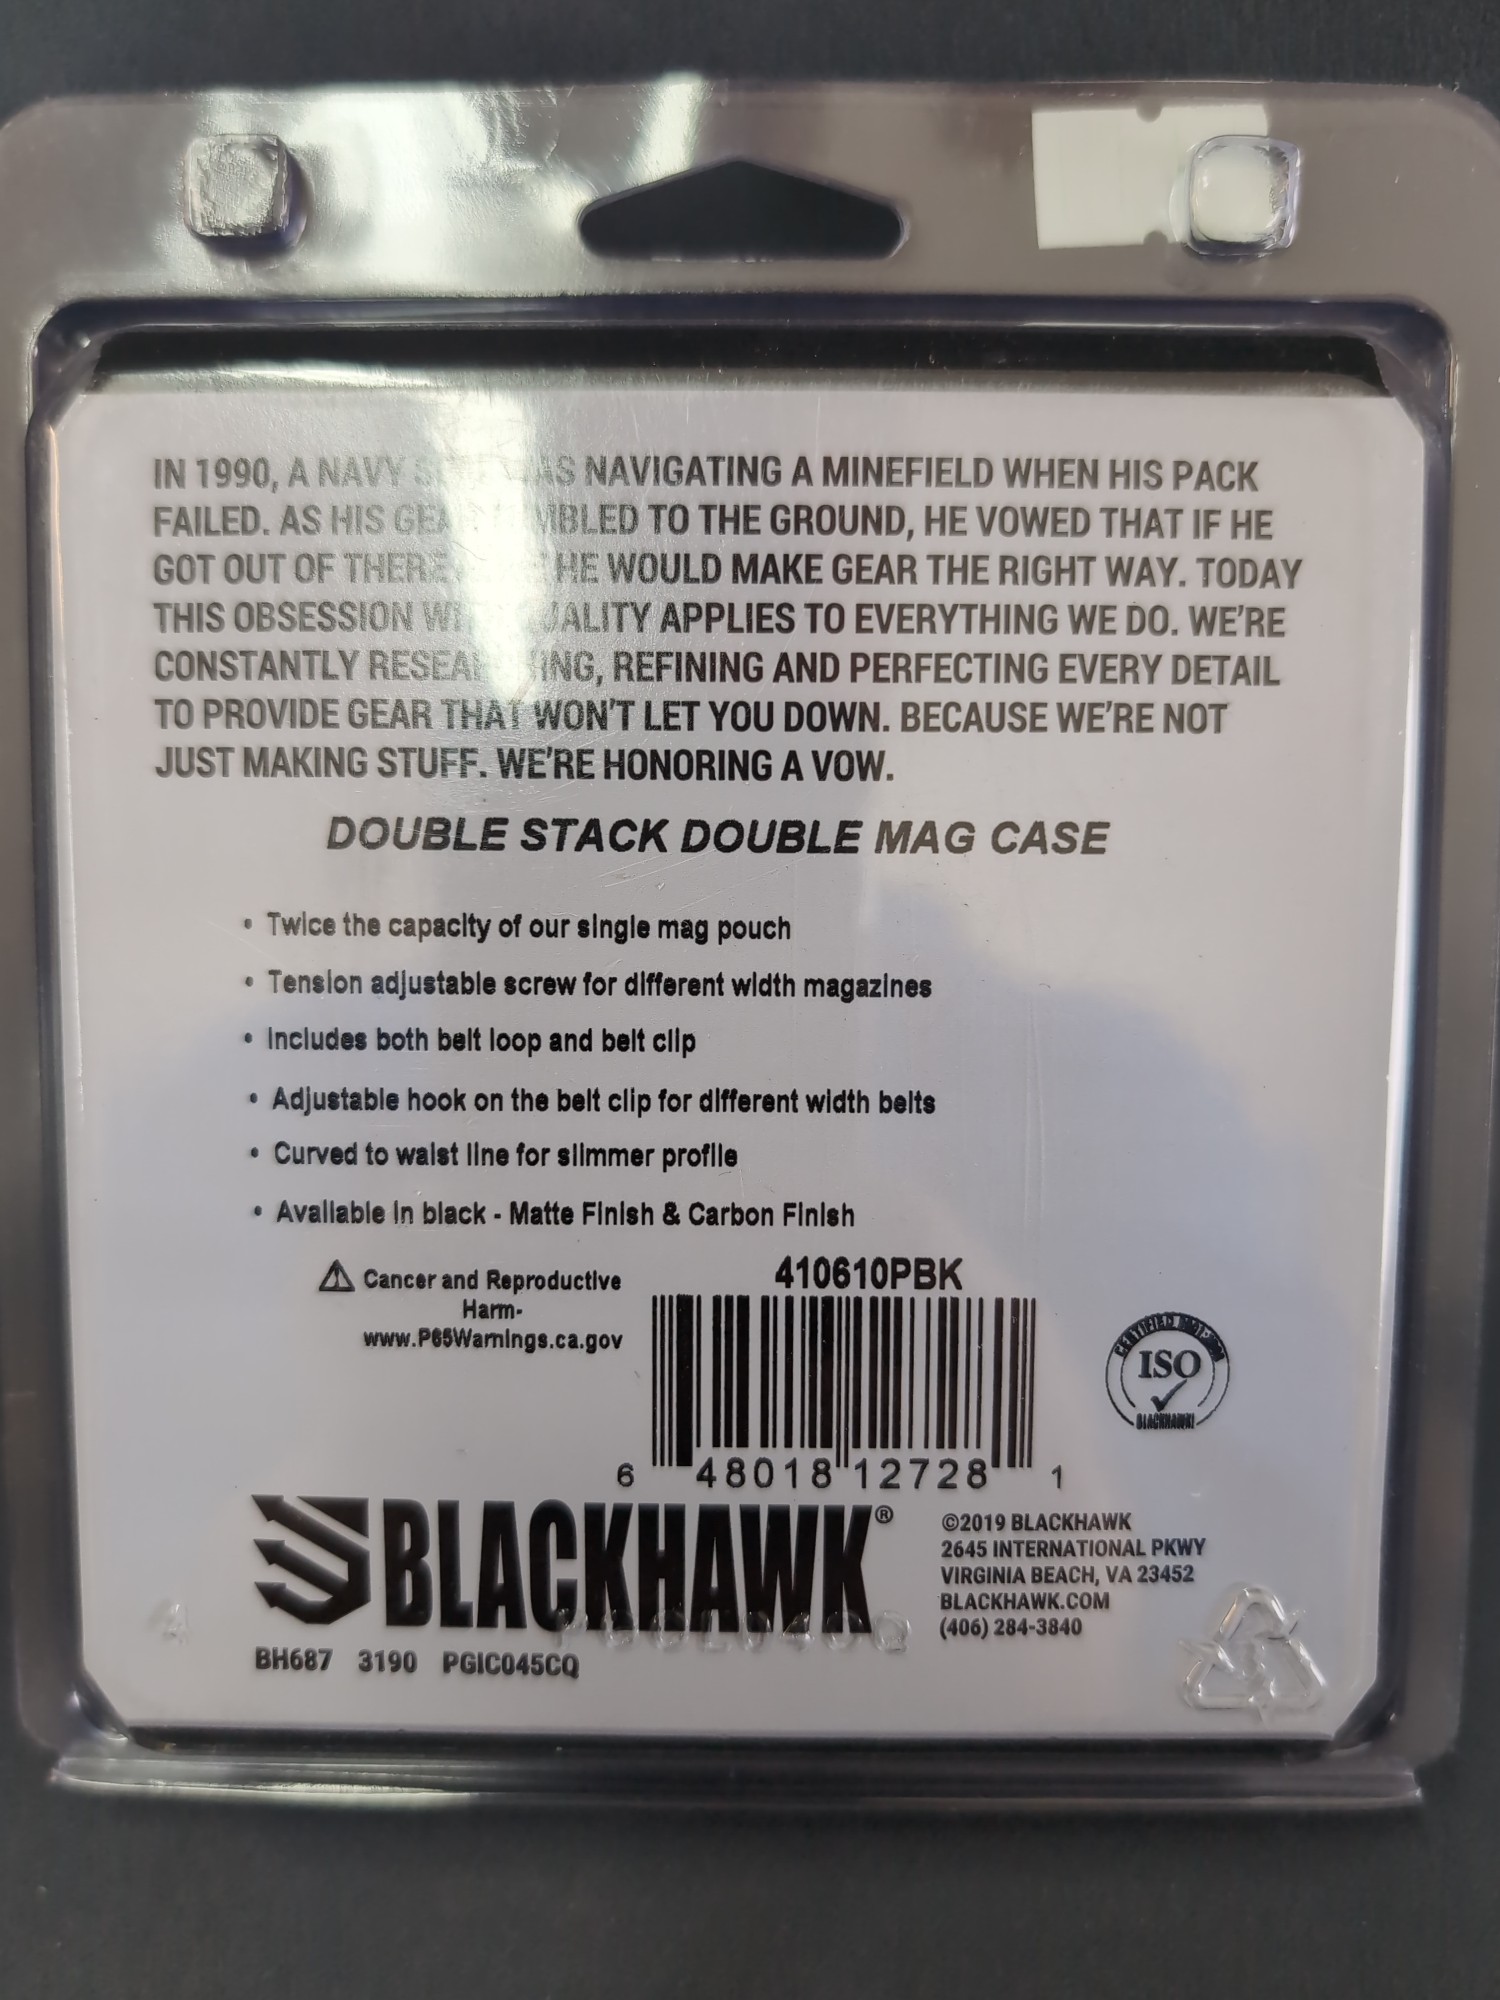 IN 1990, A NAVY NAVIGATING A MINEFIELD WHEN HIS PACK
FAILED. AS HIS TO THE GROUND, HE VOWED THAT IF HE
GOT OUT OF THERE HE WOULD MAKE GEAR THE RIGHT WAY. TODAY
THIS OBSESSION APPLIES TO EVERYTHING WE DO. WE'RE
CONSTANTLY REFINING AND PERFECTING EVERY DETAIL
TO PROVIDE GEAR THAT WON'T LET YOU DOWN. BECAUSE WE'RE NOT
JUST MAKING STUFF. WE'RE HONORING A VOW.
DOUBLE STACK DOUBLE MAG CASE
• Twice the capacity of our single mag pouch
• Tension adjustable screw for different width magazines
• Includes both belt loop and belt clip
• Adjustable hook on the belt clip for different width belts
• Curved to waist line for slimmer profile
• Available in black - Matte Finish & Carbon Finish
⚠ Cancer and Reproductive
Harm-
www.P65Warnings.ca.gov
410610PBK
6 48018 12728 1
CERTIFIED
ISO
BLACKHAWK!
BLACKHAWK®
©2019 BLACKHAWK
2645 INTERNATIONAL PKWY
VIRGINIA BEACH, VA 23452
BLACKHAWK.COM
(406) 284-3840
4
BH687 3190 PGIC045CQ